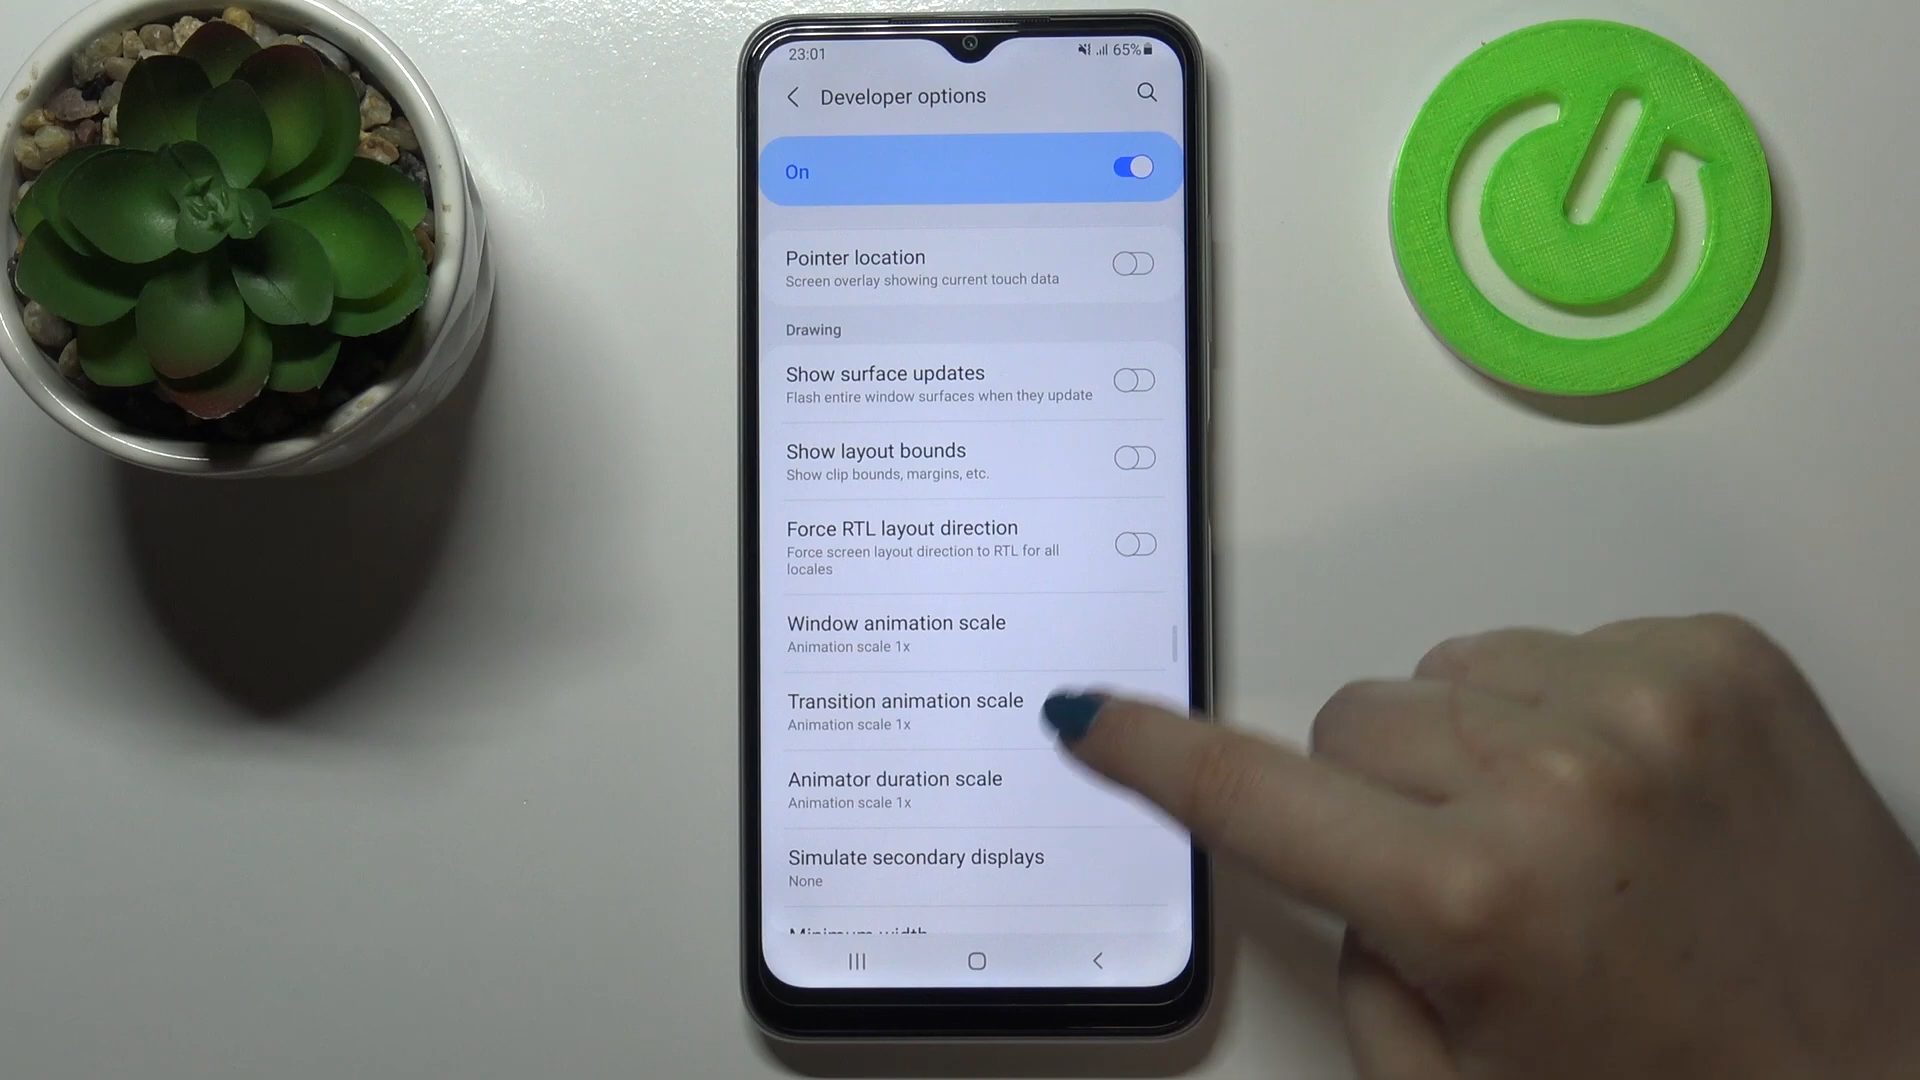 23:01
65%
Developer options
On
Pointer location
Screen overlay showing current touch data
Drawing
Show surface updates
Flash entire window surfaces when they update
Show layout bounds
Show clip bounds, margins, etc.
Force RTL layout direction
Force screen layout direction to RTL for all
locales
Window animation scale
Animation scale 1x
Transition animation scale
Animation scale 1x
Animator duration scale
Animation scale 1x
Simulate secondary displays
None
Minimum width